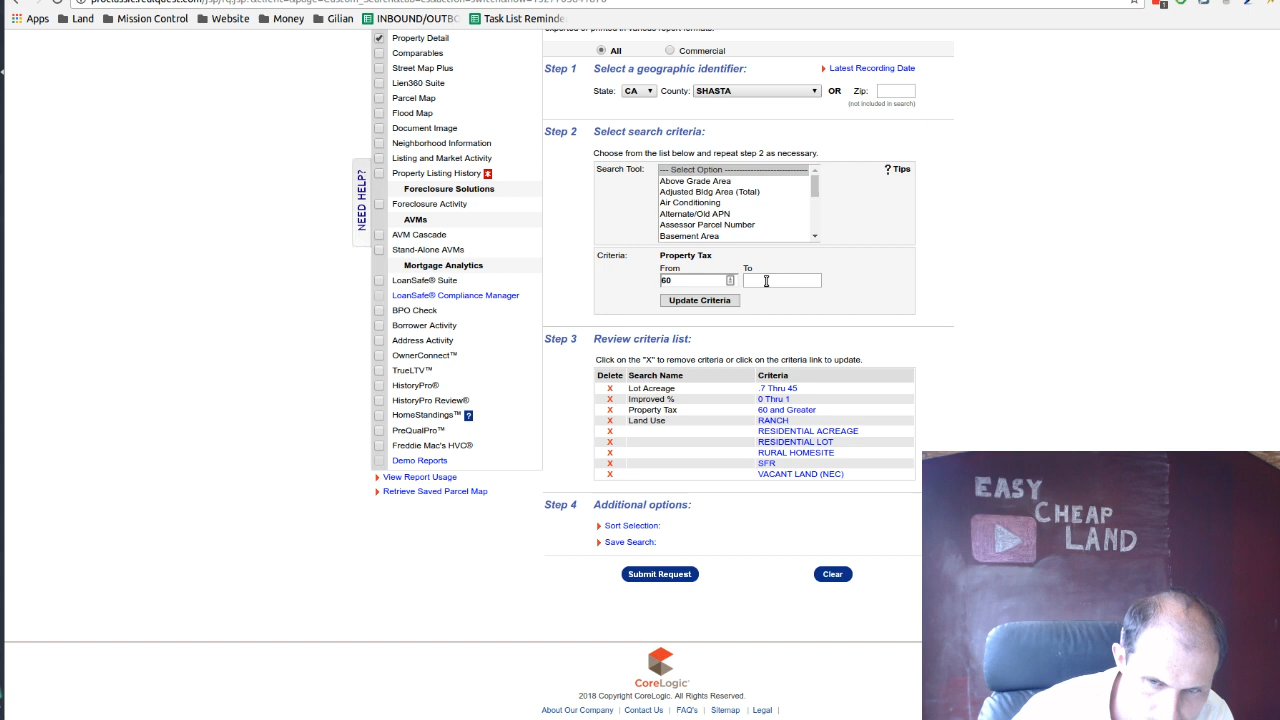 Apps Land Mission Control Website Money Gilian INBOUND/OUTBO Task List Reminde
NEED HELP?
Property Detail
Comparables
Street Map Plus
Lien360 Suite
Parcel Map
Flood Map
Document Image
Neighborhood Information
Listing and Market Activity
Property Listing History
Foreclosure Solutions
Foreclosure Activity
AVMs
AVM Cascade
Stand-Alone AVMs
Mortgage Analytics
LoanSafe® Suite
LoanSafe® Compliance Manager
BPO Check
Borrower Activity
Address Activity
OwnerConnect™
TrueLTV™
HistoryPro®
HistoryPro Review®
HomeStandings™ ?
PreQualPro™
Freddie Mac's HVC®
Demo Reports
View Report Usage
Retrieve Saved Parcel Map
All Commercial
Step 1 Select a geographic identifier: Latest Recording Date
State: CA County: SHASTA OR Zip:
(not included in search)
Step 2 Select search criteria:
Choose from the list below and repeat step 2 as necessary.
Search Tool: --- Select Option --- ? Tips
Above Grade Area
Adjusted Bldg Area (Total)
Air Conditioning
Alternate/Old APN
Assessor Parcel Number
Basement Area
Criteria: Property Tax
From To
60
Update Criteria
Step 3 Review criteria list:
Click on the "X" to remove criteria or click on the criteria link to update.
Delete Search Name Criteria
X Lot Acreage .7 Thru 45
X Improved % 0 Thru 1
X Property Tax 60 and Greater
X Land Use RANCH
X RESIDENTIAL ACREAGE
X RESIDENTIAL LOT
X RURAL HOMESITE
X SFR
X VACANT LAND (NEC)
Step 4 Additional options:
Sort Selection:
Save Search:
Submit Request Clear
CoreLogic
2018 Copyright CoreLogic. All Rights Reserved.
About Our Company | Contact Us | FAQ's | Sitemap | Legal |
EASY
CHEAP
LAND